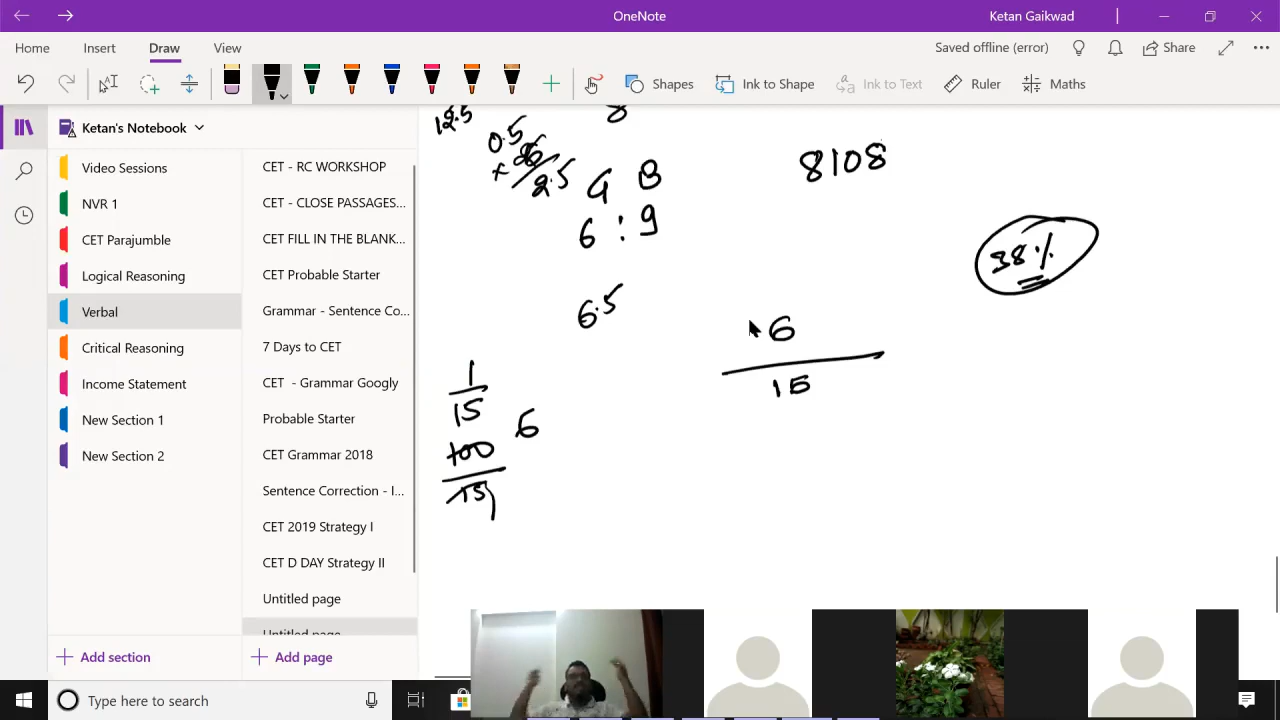 OneNote
Ketan Gaikwad
Home Insert Draw View
Saved offline (error) Share
Shapes Ink to Shape Ink to Text Ruler Maths
Ketan's Notebook
Video Sessions
NVR 1
CET Parajumble
Logical Reasoning
Verbal
Critical Reasoning
Income Statement
New Section 1
New Section 2
Add section
CET - RC WORKSHOP
CET - CLOSE PASSAGES...
CET FILL IN THE BLANK...
CET Probable Starter
Grammar - Sentence Co...
7 Days to CET
CET - Grammar Googly
Probable Starter
CET Grammar 2018
Sentence Correction - I...
CET 2019 Strategy I
CET D DAY Strategy II
Untitled page
Untitled page
Add page
12.5
0.5
2.5
8
G B
6 : 9
6.5
8108
38%
6
15
1
15
6
100
15
Type here to search